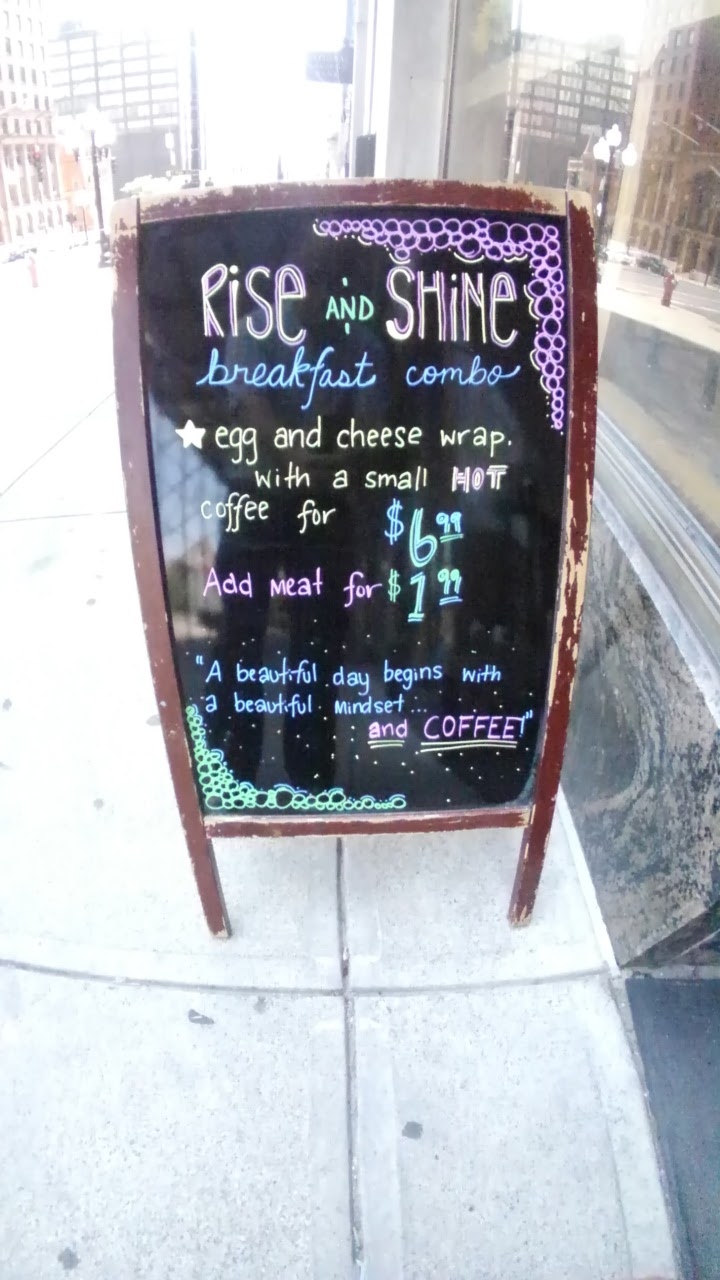 RiSE AND SHiNE
breakfast combo
egg and cheese wrap.
with a small HOT
coffee for $6.99
Add Meat for $1.99
"A beautiful day begins with
a beautiful Mindset...
and COFFEE!"